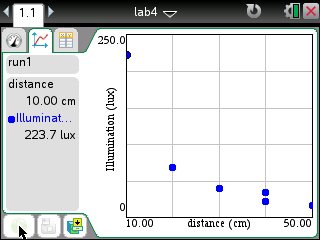 1.1
lab4
run1
distance
10.00 cm
Illuminat...
223.7 lux
250.0
Illumination (lux)
0
10.00
distance (cm)
50.00